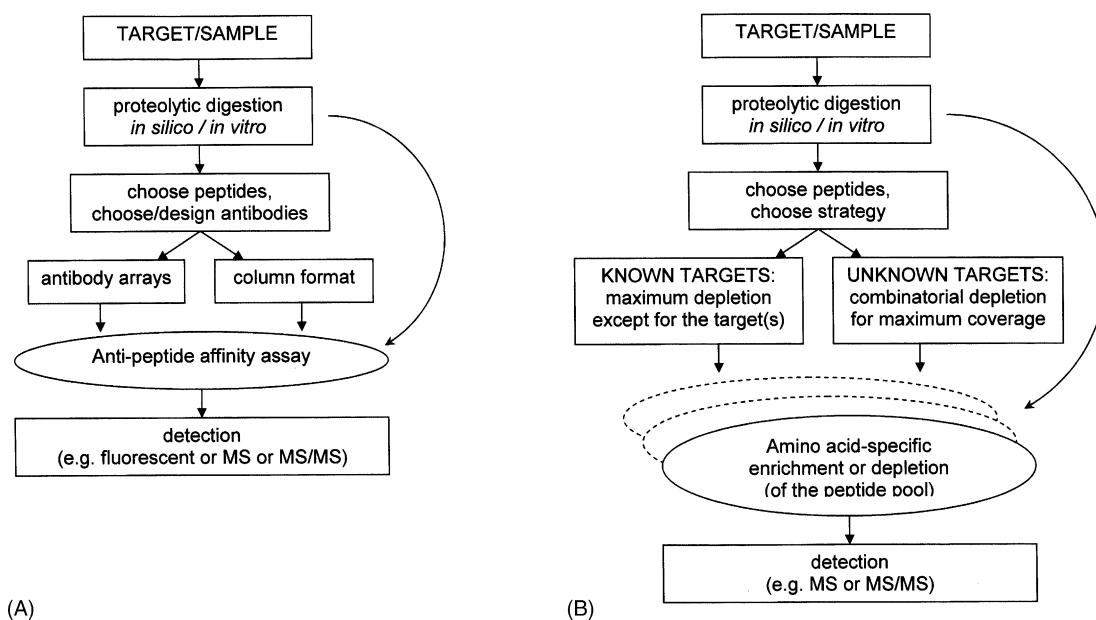 TARGET/SAMPLE
proteolytic digestion
in silico / in vitro
choose peptides,
choose/design antibodies
antibody arrays
column format
Anti-peptide affinity assay
detection
(e.g. fluorescent or MS or MS/MS)
(A)
TARGET/SAMPLE
proteolytic digestion
in silico / in vitro
choose peptides,
choose strategy
KNOWN TARGETS:
maximum depletion
except for the target(s)
UNKNOWN TARGETS:
combinatorial depletion
for maximum coverage
Amino acid-specific
enrichment or depletion
(of the peptide pool)
detection
(e.g. MS or MS/MS)
(B)